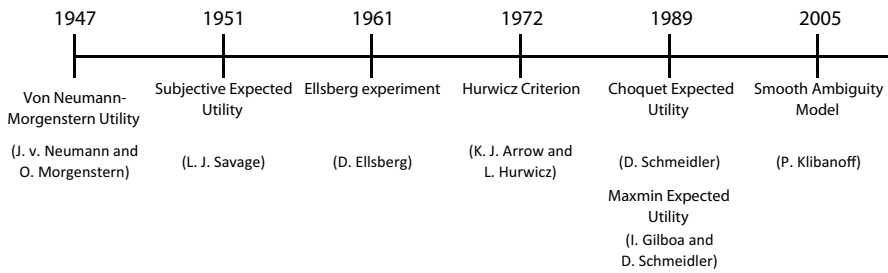 1947
1951
1961
1972
1989
2005
Von Neumann-
Morgenstern Utility
(J. v. Neumann and
O. Morgenstern)
Subjective Expected
Utility
(L. J. Savage)
Ellsberg experiment
(D. Ellsberg)
Hurwicz Criterion
(K. J. Arrow and
L. Hurwicz)
Choquet Expected
Utility
(D. Schmeidler)
Maxmin Expected
Utility
(I. Gilboa and
D. Schmeidler)
Smooth Ambiguity
Model
(P. Klibanoff)